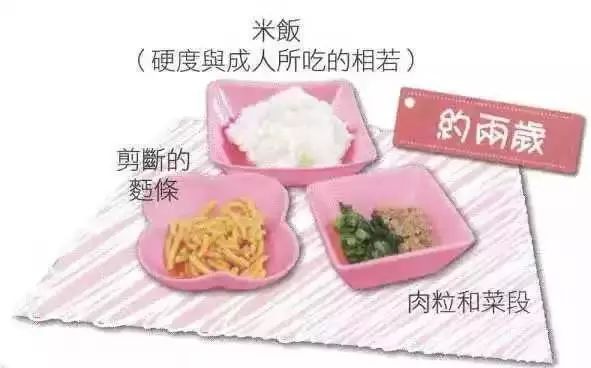 米飯
（硬度與成人所吃的相若）
約兩歲
剪斷的
麪條
肉粒和菜段